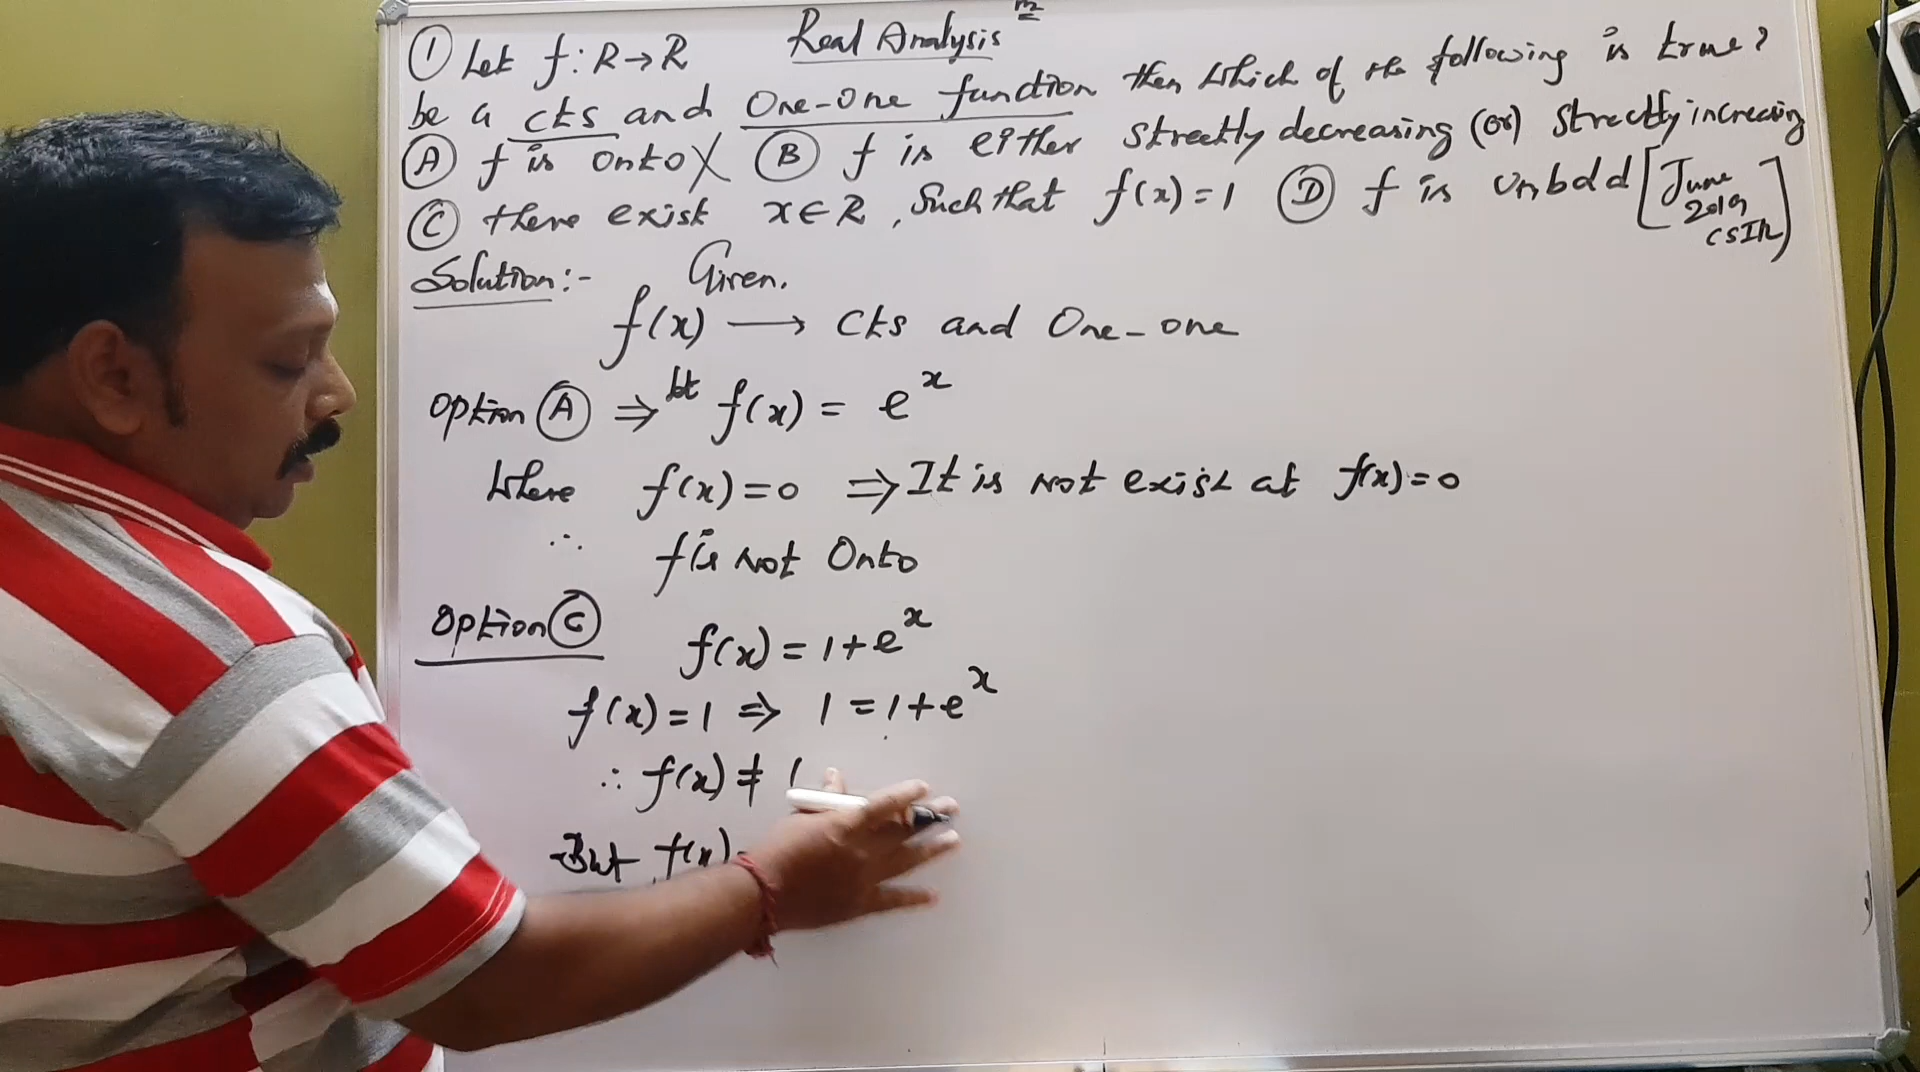 Real Analysis
① Let f: R→R
be a cts and One-One function then which of the following is true?
Ⓐ f is onto X Ⓑ f is either strectly decreasing (or) strectly increasing
Ⓒ there exist x∈R, such that f(x)=1 Ⓓ f is unbdd [June 2019 CSIR]
Solution:- Given.
f(x) → cts and One-one
Option Ⓐ ⇒ let f(x) = e^x
Where f(x)=0 ⇒ It is not exist at f(x)=0
∴ f is not Onto
Option Ⓒ f(x) = 1+e^x
f(x)=1 ⇒ 1=1+e^x
∴ f(x) ≠ 1
But f(x)